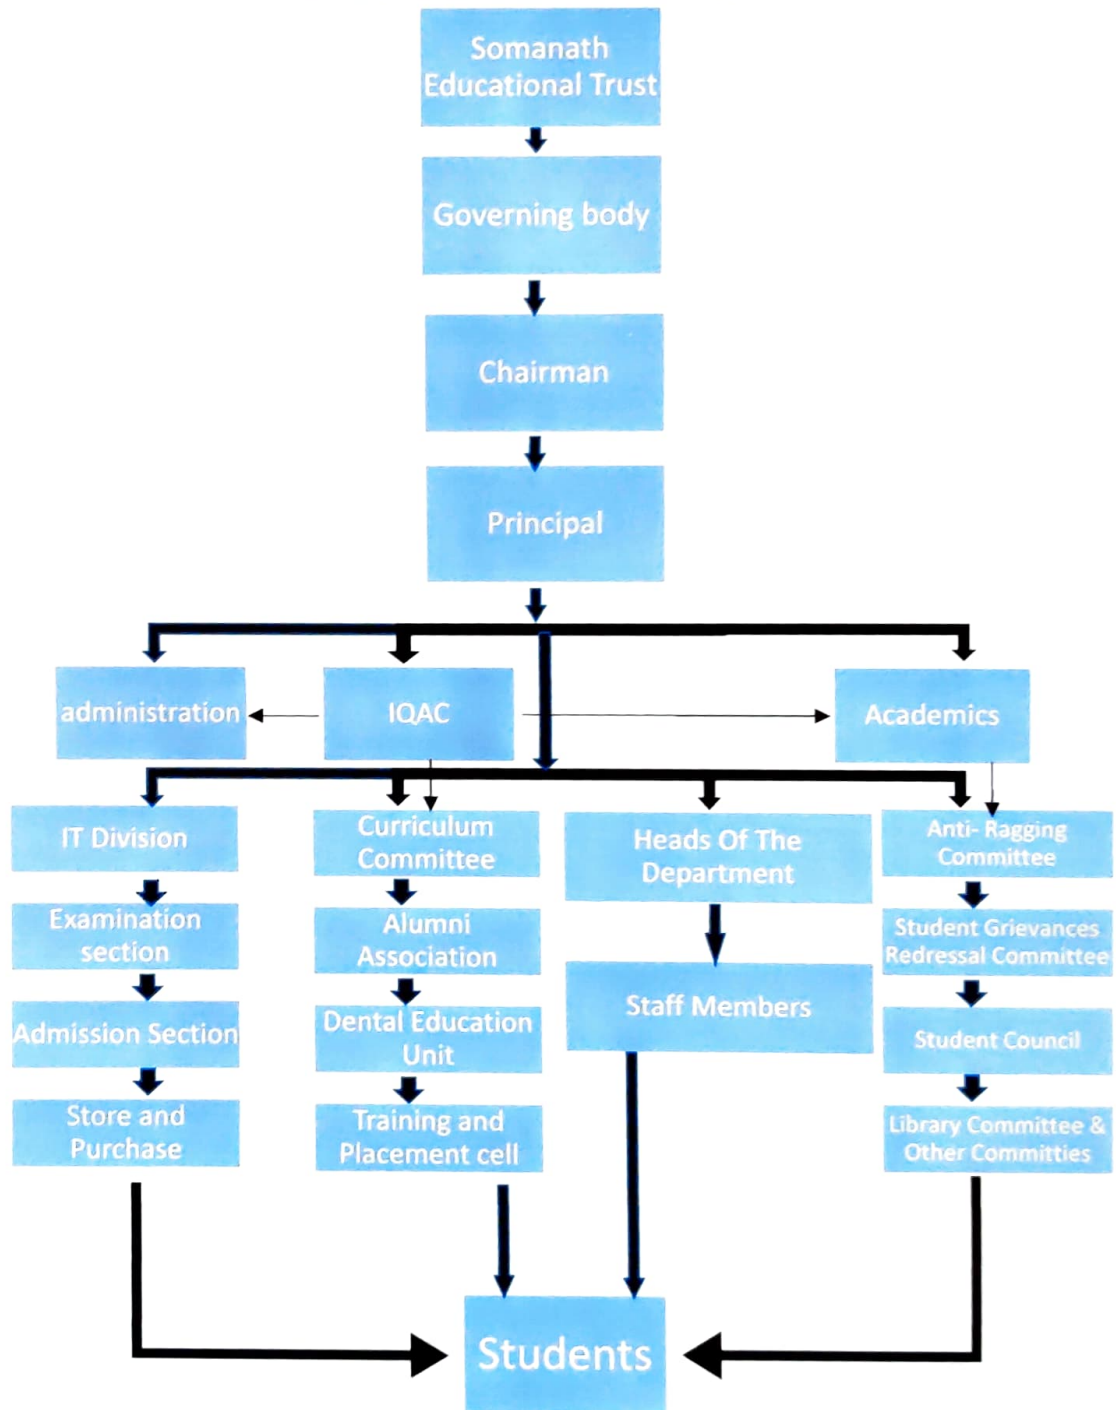 Somanath
Educational Trust
Governing body
Chairman
Principal
administration
IQAC
Academics
IT Division
Curriculum
Committee
Heads Of The
Department
Anti- Ragging
Committee
Examination
section
Alumni
Association
Student Grievances
Redressal Committee
Staff Members
Admission Section
Dental Education
Unit
Student Council
Store and
Purchase
Training and
Placement cell
Library Committee &
Other Committies
Students